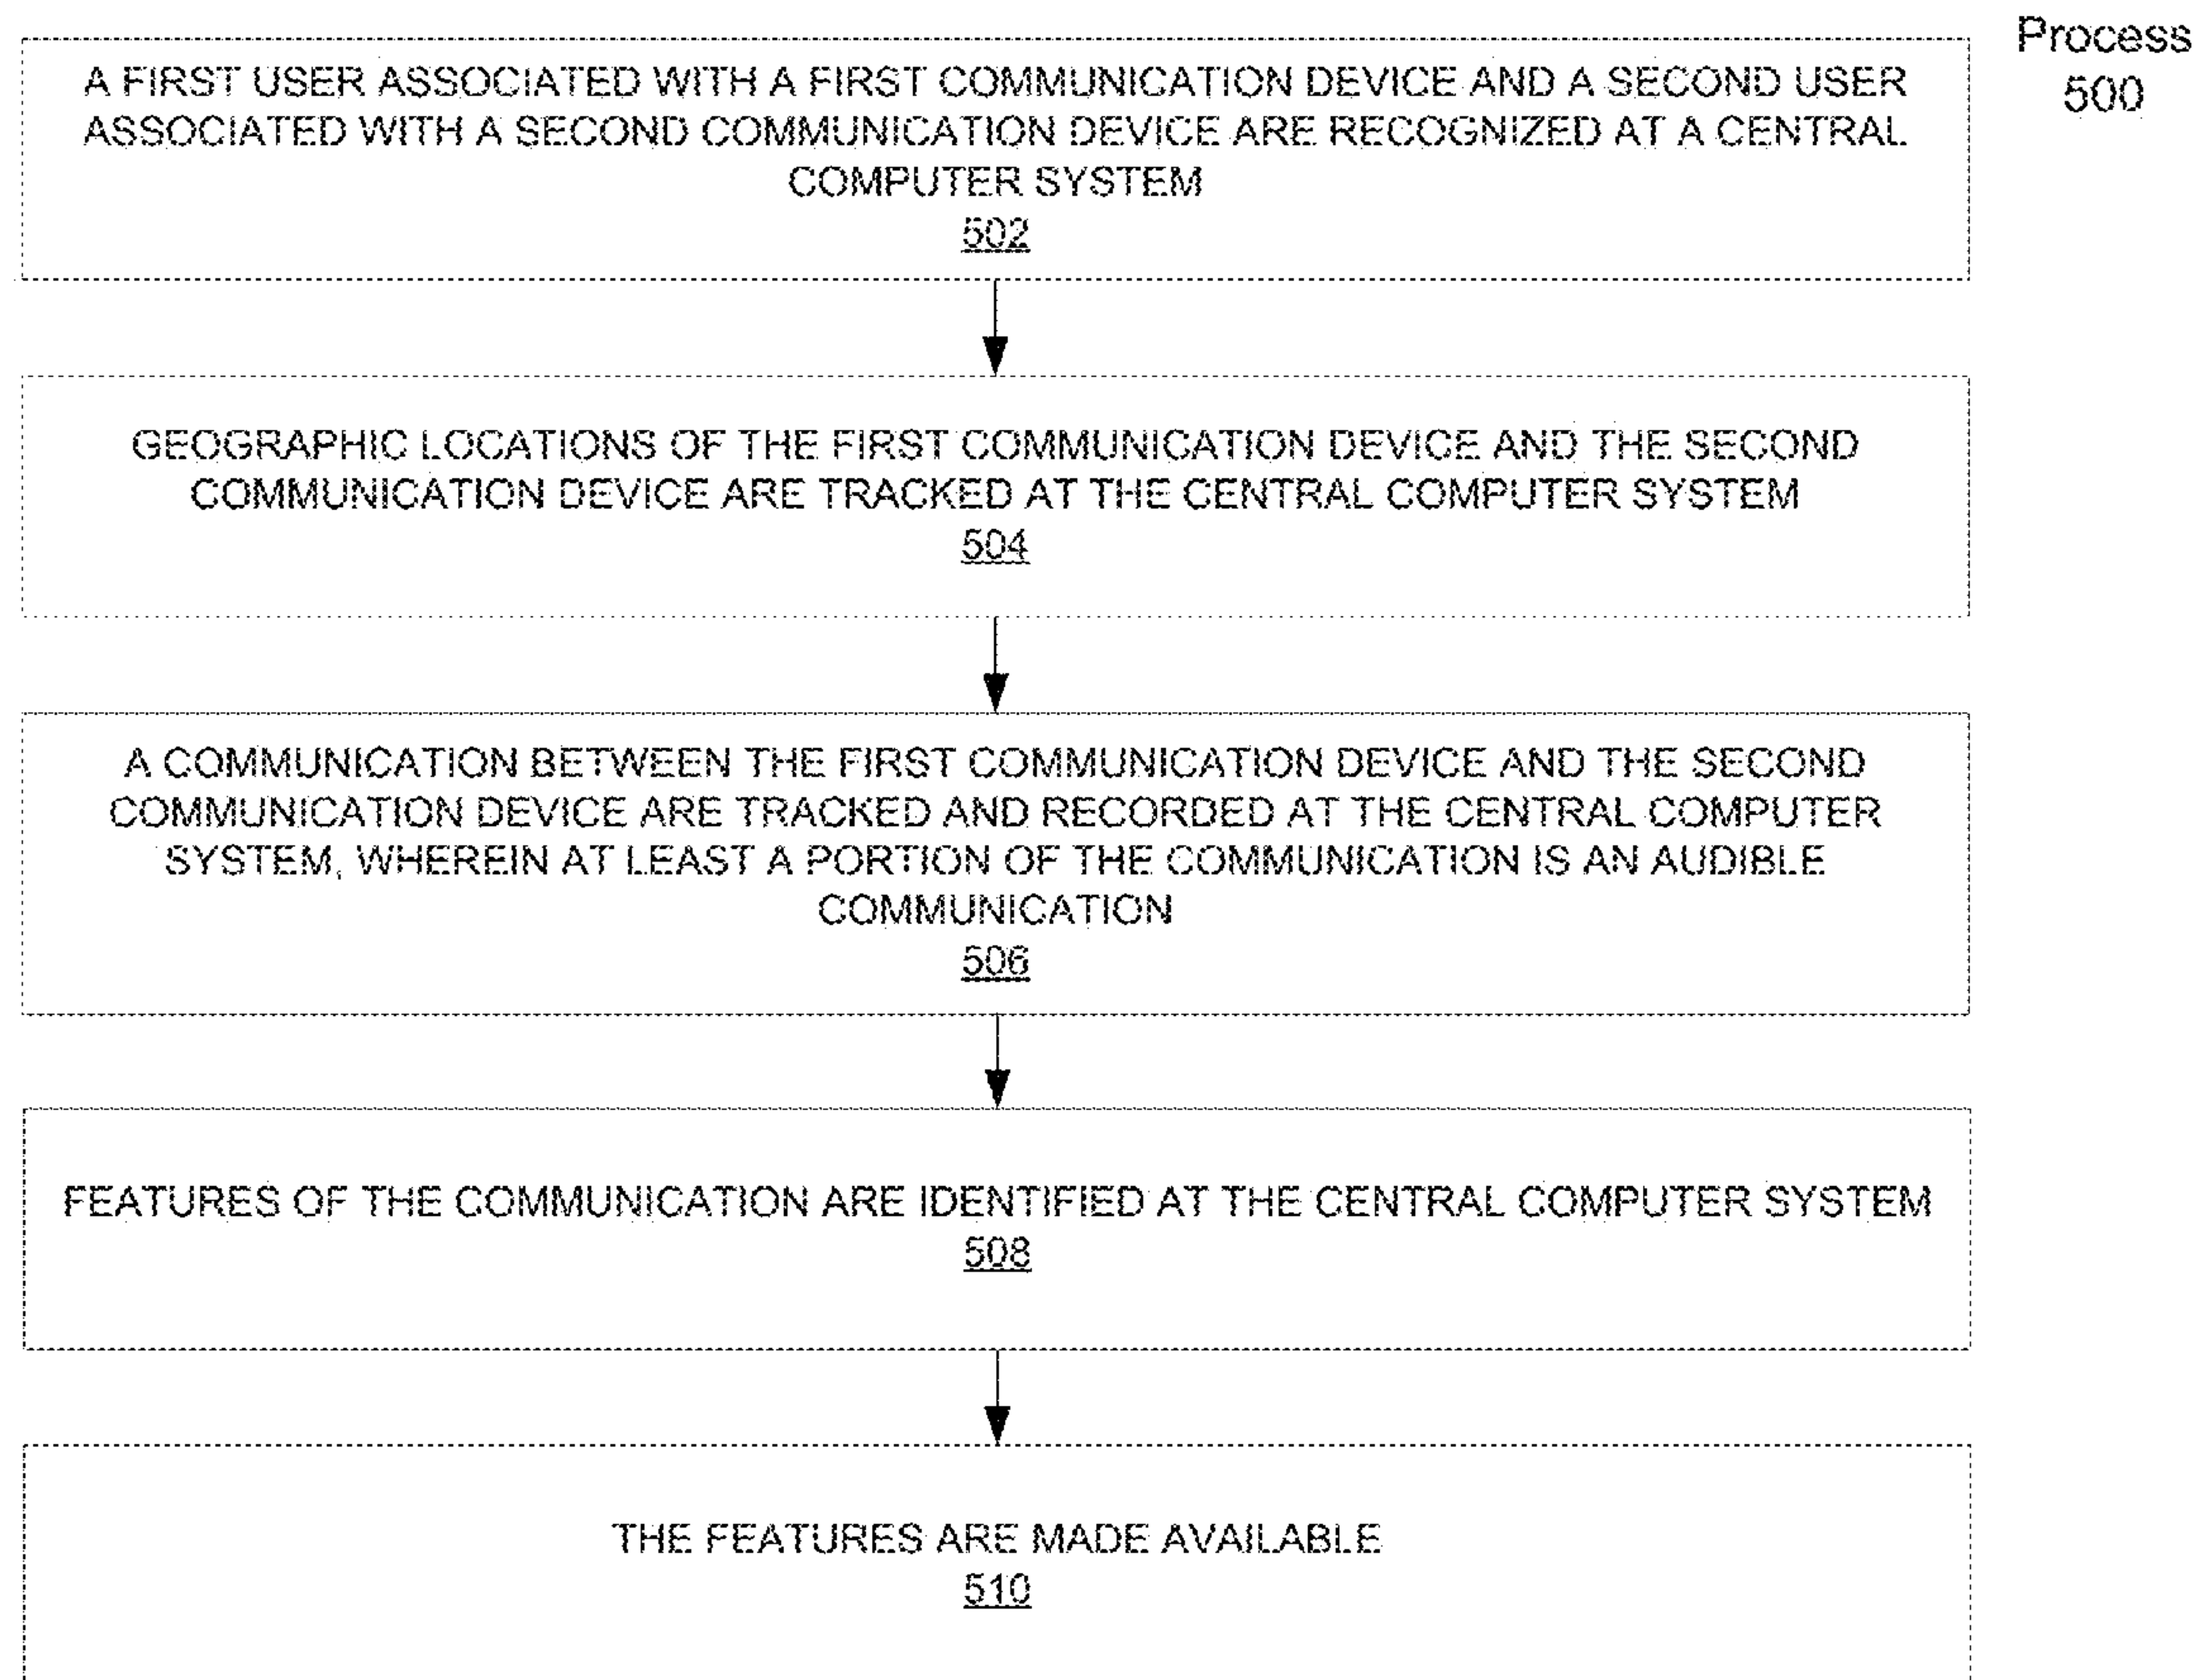 Process
500
A FIRST USER ASSOCIATED WITH A FIRST COMMUNICATION DEVICE AND A SECOND USER
ASSOCIATED WITH A SECOND COMMUNICATION DEVICE ARE RECOGNIZED AT A CENTRAL
COMPUTER SYSTEM
502
GEOGRAPHIC LOCATIONS OF THE FIRST COMMUNICATION DEVICE AND THE SECOND
COMMUNICATION DEVICE ARE TRACKED AT THE CENTRAL COMPUTER SYSTEM
504
A COMMUNICATION BETWEEN THE FIRST COMMUNICATION DEVICE AND THE SECOND
COMMUNICATION DEVICE ARE TRACKED AND RECORDED AT THE CENTRAL COMPUTER
SYSTEM, WHEREIN AT LEAST A PORTION OF THE COMMUNICATION IS AN AUDIBLE
COMMUNICATION
506
FEATURES OF THE COMMUNICATION ARE IDENTIFIED AT THE CENTRAL COMPUTER SYSTEM
508
THE FEATURES ARE MADE AVAILABLE
510